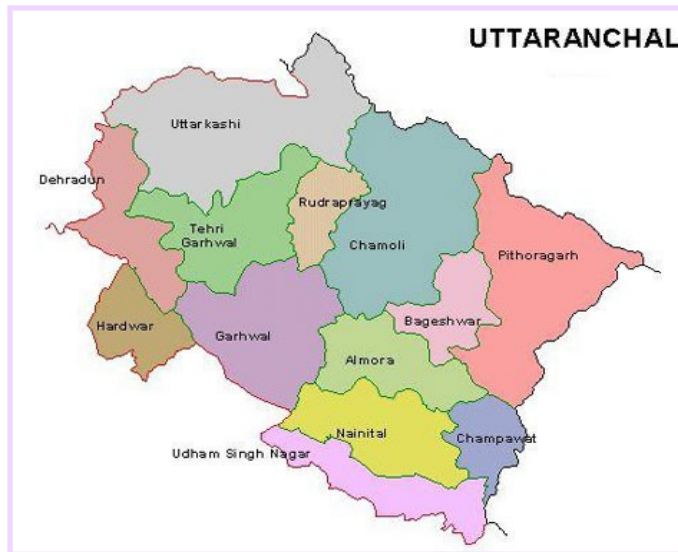 UTTARANCHAL
Uttarkashi
Dehradun
Rudraprayag
Tehri
Garhwal
Chamoli
Pithoragarh
Hardwar
Garhwal
Bageshwar
Almora
Nainital
Champawat
Udham Singh Nagar